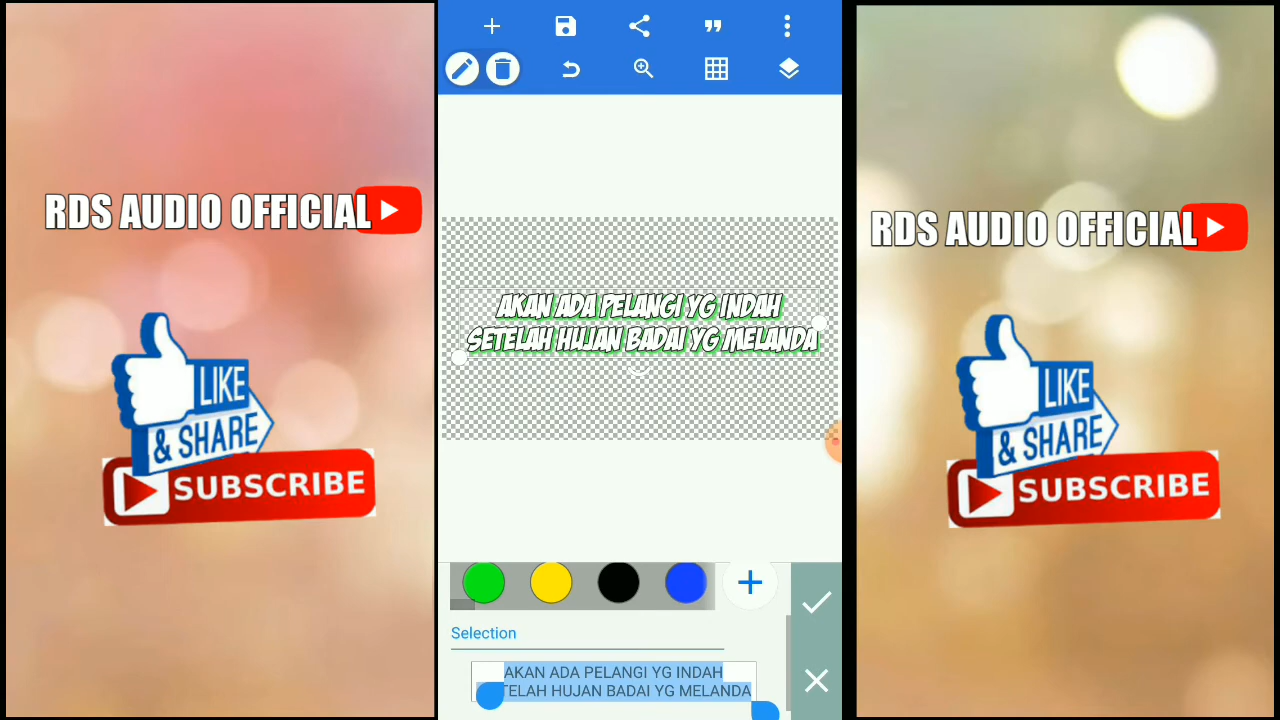 RDS AUDIO OFFICIAL
LIKE
& SHARE
SUBSCRIBE
AKAN ADA PELANGI YG INDAH
SETELAH HUJAN BADAI YG MELANDA
Selection
AKAN ADA PELANGI YG INDAH
TELAH HUJAN BADAI YG MELANDA
RDS AUDIO OFFICIAL
LIKE
& SHARE
SUBSCRIBE